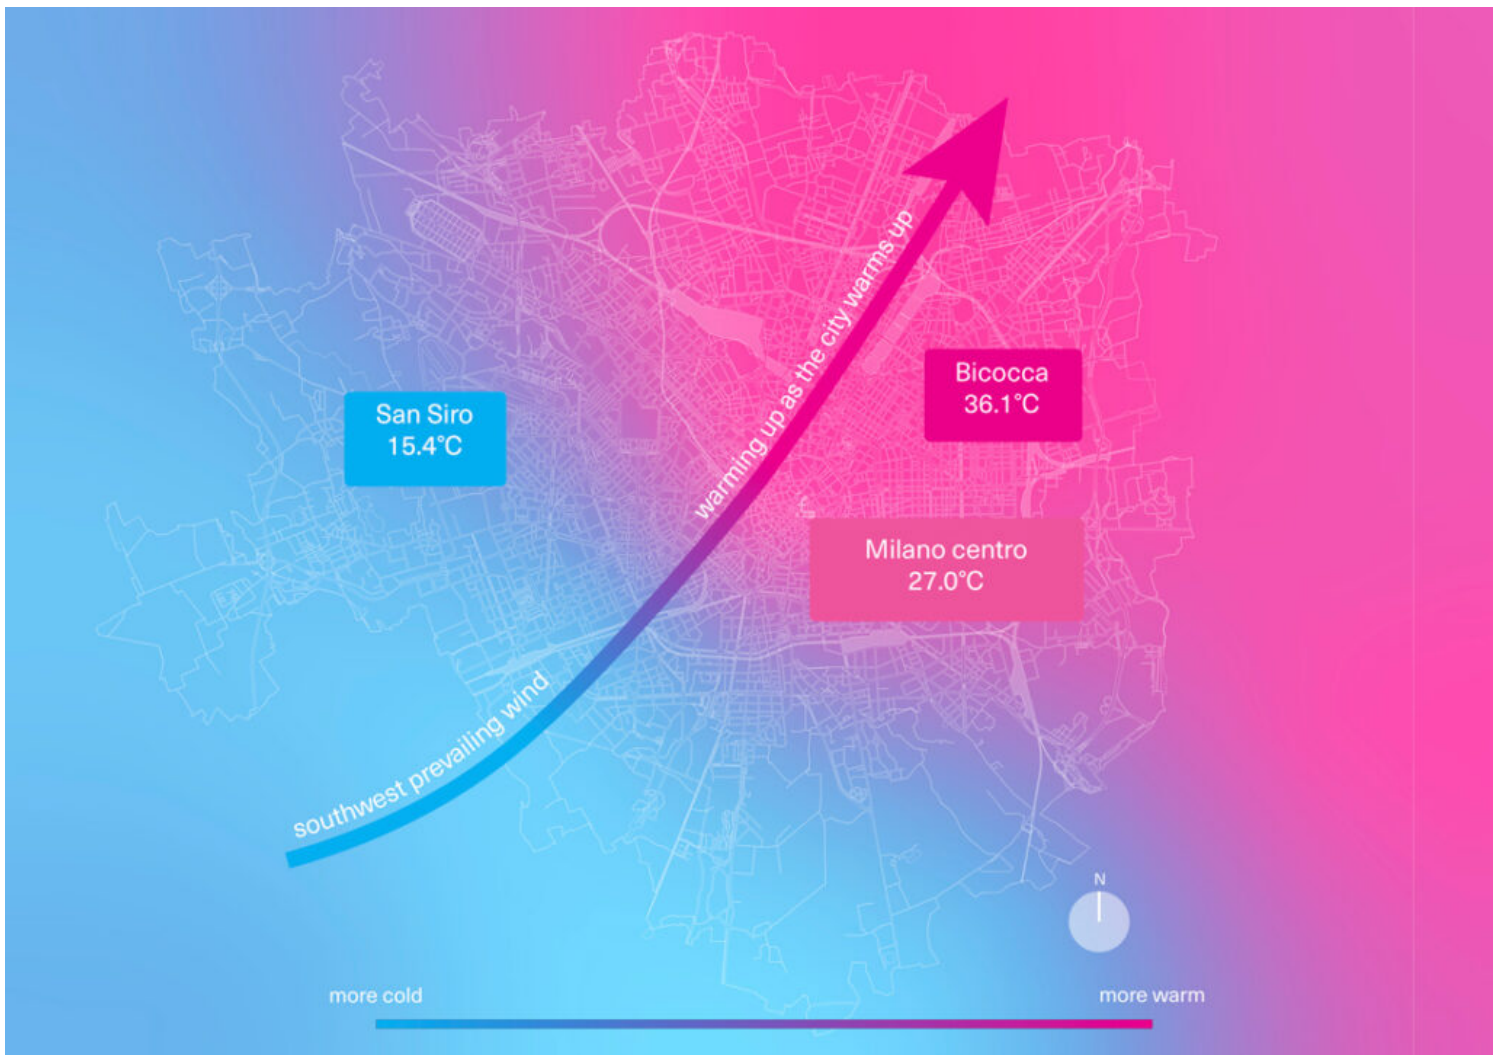 warming up as the city warms up
Bicocca
36.1°C
San Siro
15.4°C
Milano centro
27.0°C
southwest prevailing wind
N
more cold
more warm